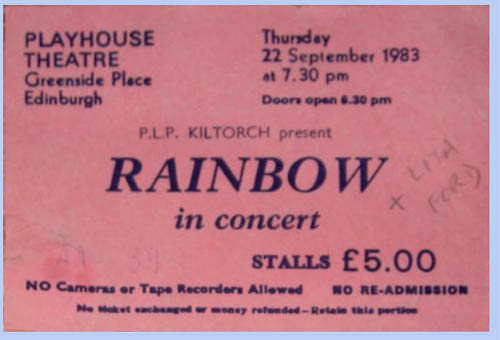 PLAYHOUSE
THEATRE
Greenside Place
Edinburgh
Thursday
22 September 1983
at 7.30 pm
Doors open 6.30 pm
P.L.P. KILTORCH present
RAINBOW
in concert
+ LITA
FORD
STALLS £5.00
NO Cameras or Tape Recorders Allowed NO RE-ADMISSION
No ticket exchanged or money refunded—Retain this portion